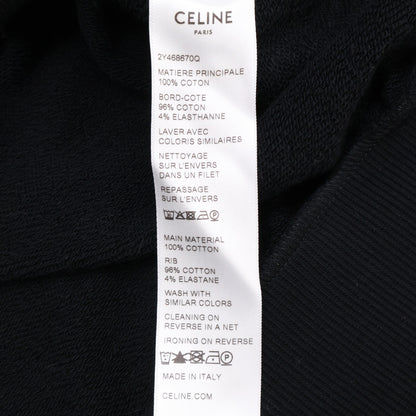 CELINE
PARIS
2Y468670Q
MATIERE PRINCIPALE
100% COTON
BORD-COTE
96% COTON
4% ELASTHANNE
LAVER AVEC
COLORIS SIMILAIRES
NETTOYAGE
SUR L'ENVERS
DANS UN FILET
REPASSAGE
SUR L'ENVERS
MAIN MATERIAL
100% COTTON
RIB
96% COTTON
4% ELASTANE
WASH WITH
SIMILAR COLORS
CLEANING ON
REVERSE IN A NET
IRONING ON REVERSE
MADE IN ITALY
CELINE.COM